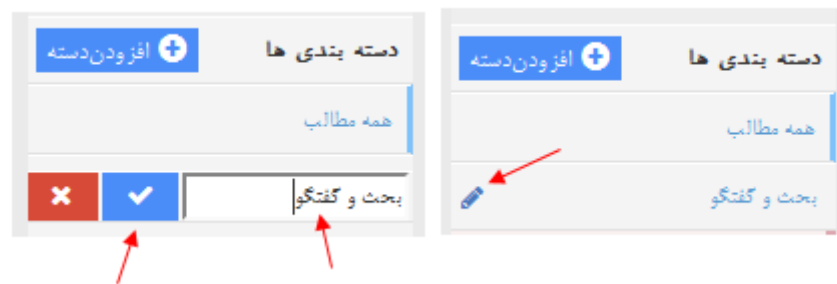 دسته بندی ها
افزودن‌دسته
همه مطالب
بحث و گفتگو
دسته بندی ها
افزودن‌دسته
همه مطالب
بحث و گفتگو